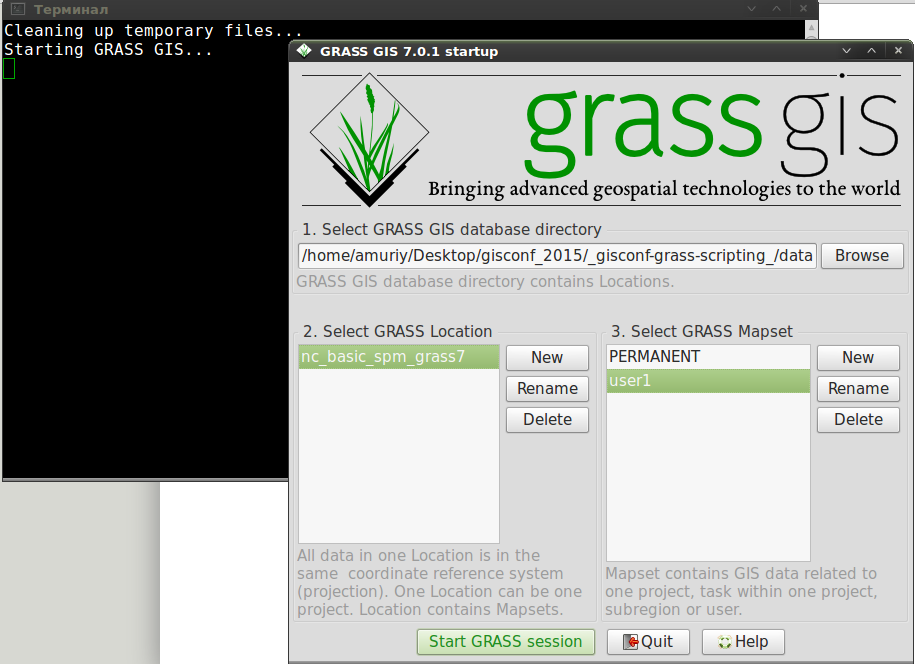 Терминал
Cleaning up temporary files...
Starting GRASS GIS...
GRASS GIS 7.0.1 startup
grass gis
Bringing advanced geospatial technologies to the world
1. Select GRASS GIS database directory
/home/amuriy/Desktop/gisconf_2015/_gisconf-grass-scripting_/data
Browse
GRASS GIS database directory contains Locations.
2. Select GRASS Location
nc_basic_spm_grass7
New
Rename
Delete
All data in one Location is in the
same  coordinate reference system
(projection). One Location can be one
project. Location contains Mapsets.
3. Select GRASS Mapset
PERMANENT
user1
New
Rename
Delete
Mapset contains GIS data related to
one project, task within one project,
subregion or user.
Start GRASS session
Quit
Help